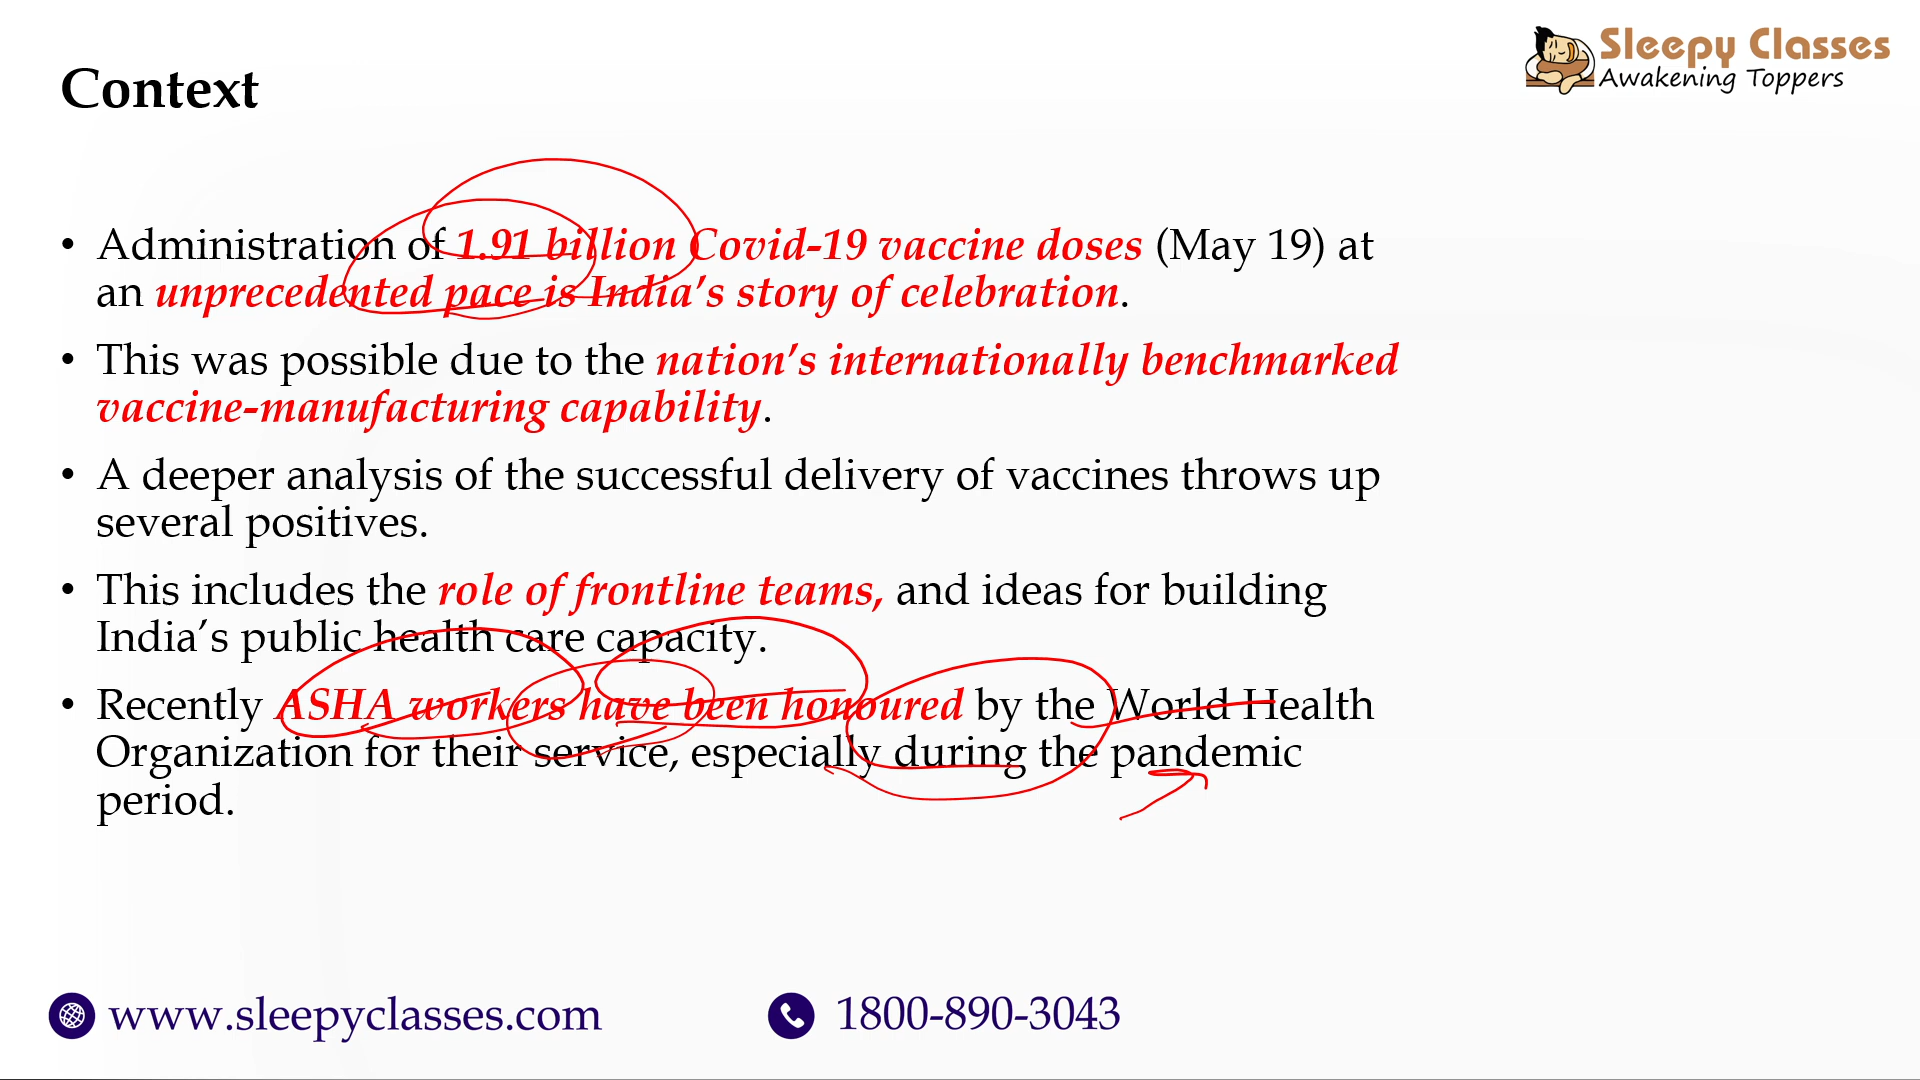 Sleepy Classes
Awakening Toppers
Context
• Administration of 1.91 billion Covid-19 vaccine doses (May 19) at
an unprecedented pace is India’s story of celebration.
• This was possible due to the nation’s internationally benchmarked
vaccine-manufacturing capability.
• A deeper analysis of the successful delivery of vaccines throws up
several positives.
• This includes the role of frontline teams, and ideas for building
India’s public health care capacity.
• Recently ASHA workers have been honoured by the World Health
Organization for their service, especially during the pandemic
period.
www.sleepyclasses.com
1800-890-3043